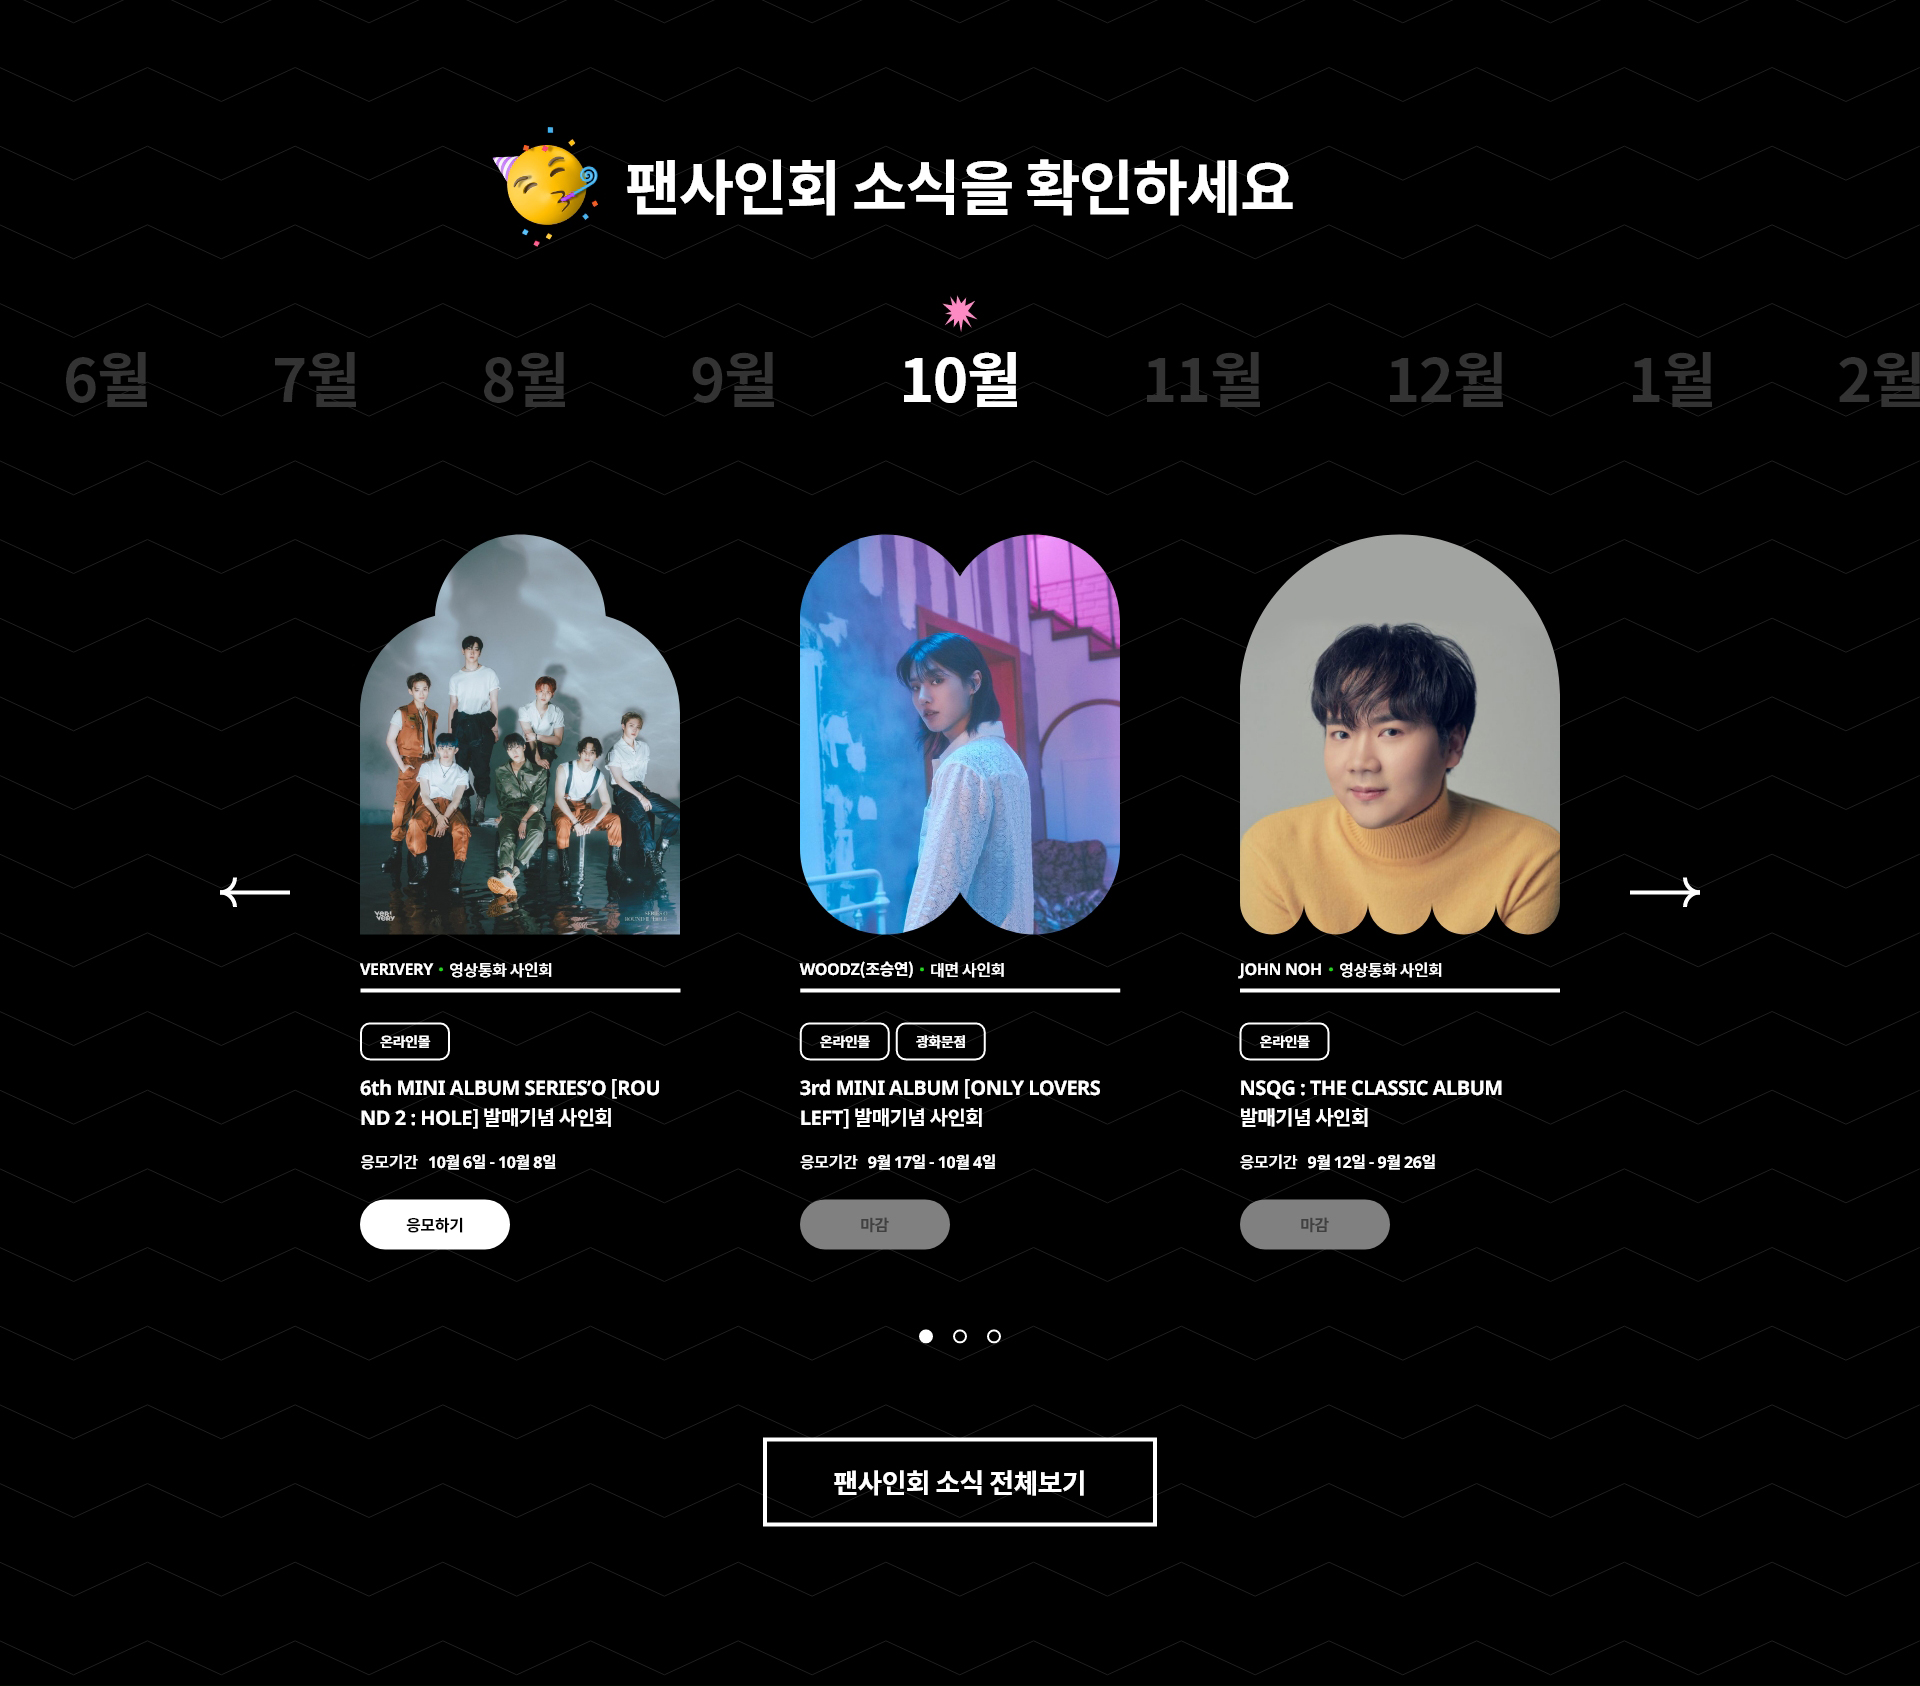 팬사인회 소식을 확인하세요
6월 7월 8월 9월 10월 11월 12월 1월 2월
VERIVERY • 영상통화 사인회
온라인몰
6th MINI ALBUM SERIES'O [ROU
ND 2 : HOLE] 발매기념 사인회
응모기간 10월 6일 - 10월 8일
응모하기
WOODZ(조승연) • 대면 사인회
온라인몰 광화문점
3rd MINI ALBUM [ONLY LOVERS
LEFT] 발매기념 사인회
응모기간 9월 17일 - 10월 4일
마감
JOHN NOH • 영상통화 사인회
온라인몰
NSQG : THE CLASSIC ALBUM
발매기념 사인회
응모기간 9월 12일 - 9월 26일
마감
팬사인회 소식 전체보기